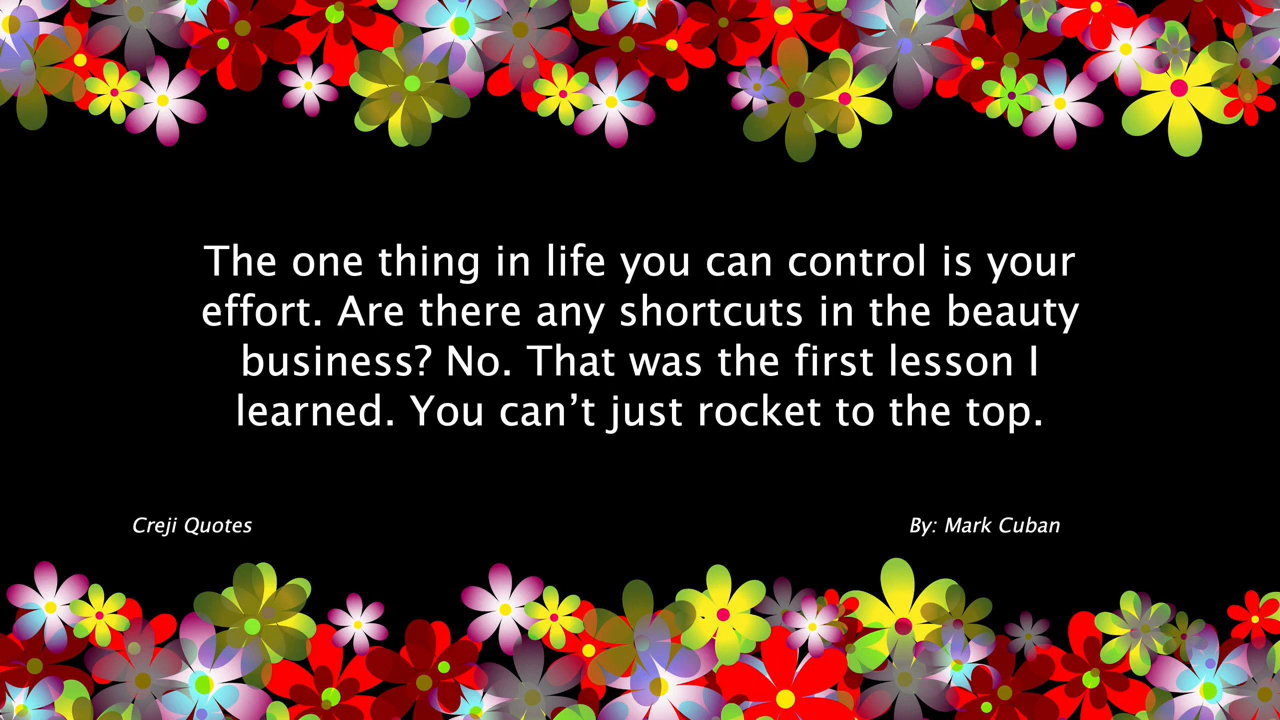 The one thing in life you can control is your
effort. Are there any shortcuts in the beauty
business? No. That was the first lesson I
learned. You can’t just rocket to the top.
Creji Quotes
By: Mark Cuban